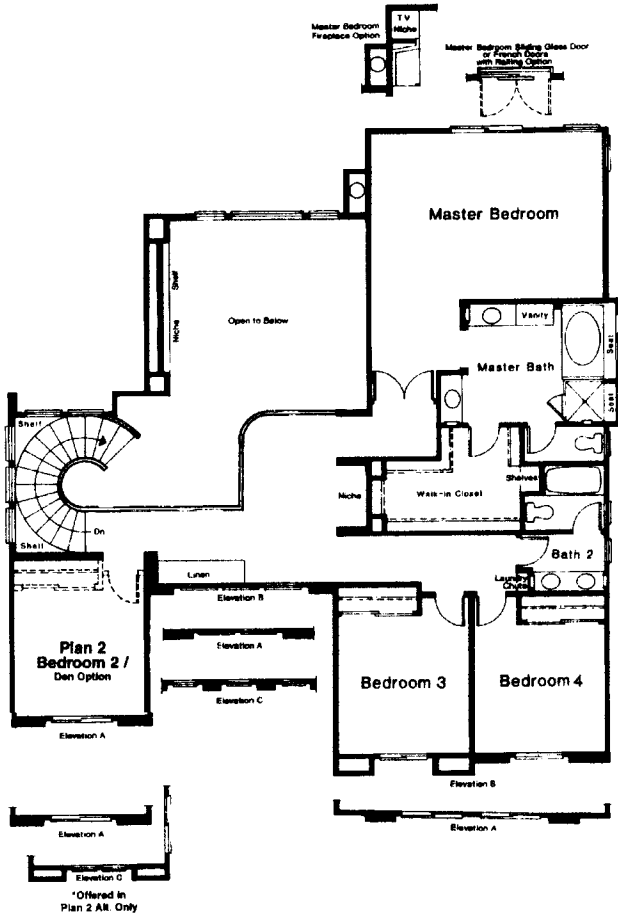 Master Bedroom
Fireplace Option
TV
Niche
Master Bedroom Sliding Glass Door
or French Doors
with Railing Option
Master Bedroom
Shelf
Niche
Open to Below
Vanity
Seat
Master Bath
Seat
Shelf
Shelves
Walk-in Closet
Niche
Dn
Shelf
Bath 2
Laundry
Chute
Linen
Elevation B
Plan 2
Bedroom 2 /
Den Option
Elevation A
Elevation C
Bedroom 3
Bedroom 4
Elevation A
Elevation B
Elevation A
Elevation A
Elevation C
*Offered in
Plan 2 Alt. Only